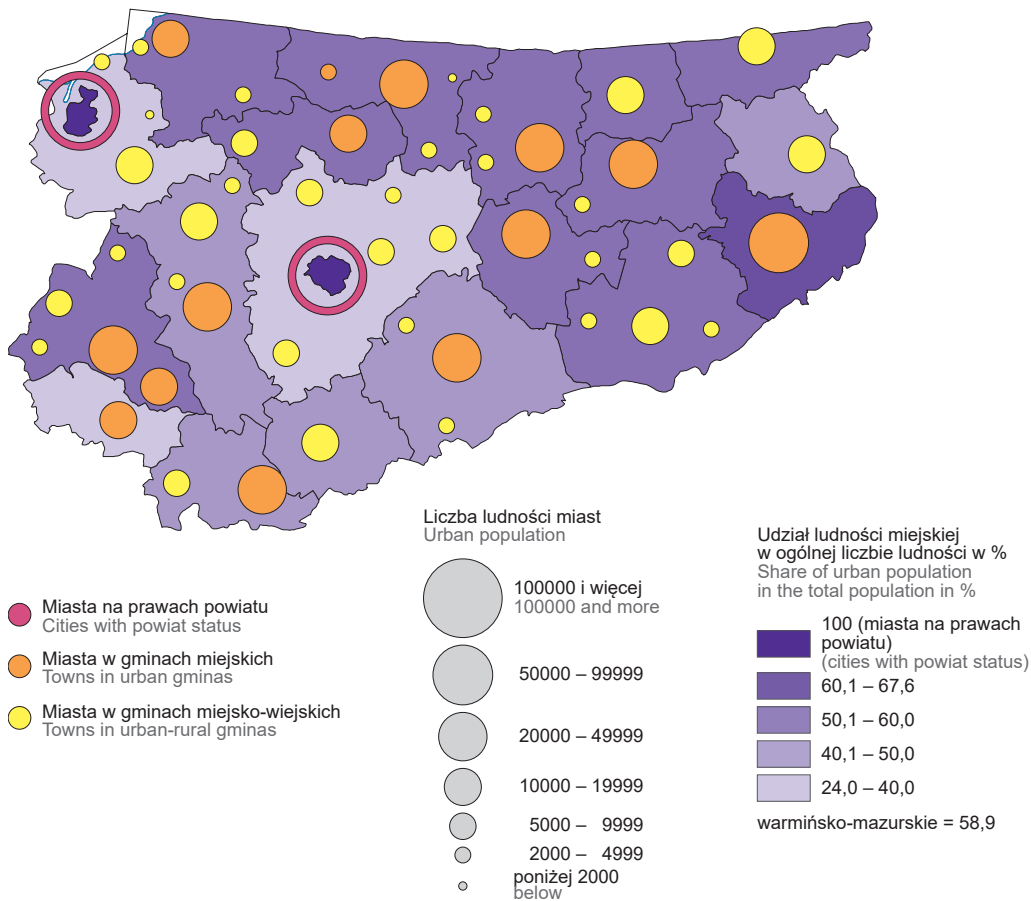 Miasta na prawach powiatu
Cities with powiat status
Miasta w gminach miejskich
Towns in urban gminas
Miasta w gminach miejsko-wiejskich
Towns in urban-rural gminas
Liczba ludności miast
Urban population
100000 i więcej
100000 and more
50000 – 99999
20000 – 49999
10000 – 19999
5000 – 9999
2000 – 4999
poniżej 2000
below
Udział ludności miejskiej
w ogólnej liczbie ludności w %
Share of urban population
in the total population in %
100 (miasta na prawach
powiatu)
(cities with powiat status)
60,1 – 67,6
50,1 – 60,0
40,1 – 50,0
24,0 – 40,0
warmińsko-mazurskie = 58,9